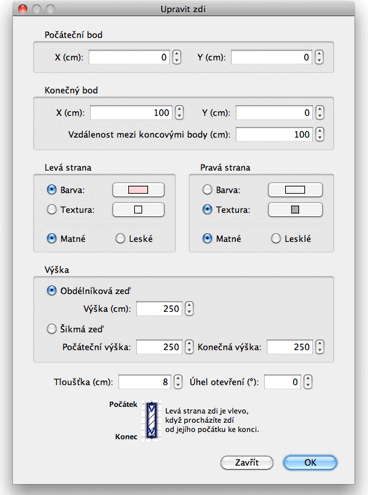 Upravit zdi
Počáteční bod
X (cm): 0 Y (cm): 0
Konečný bod
X (cm): 100 Y (cm): 0
Vzdálenost mezi koncovými body (cm): 100
Levá strana Pravá strana
Barva: Barva:
Textura: Textura:
Matné Leské Matné Lesklé
Výška
Obdélníková zeď
Výška (cm): 250
Šikmá zeď
Počáteční výška: 250 Konečná výška: 250
Tloušťka (cm): 8 Úhel otevření (°): 0
Počátek
Levá strana zdi je vlevo,
když procházíte zdí
od jejího počátku ke konci.
Konec
Zavřít OK